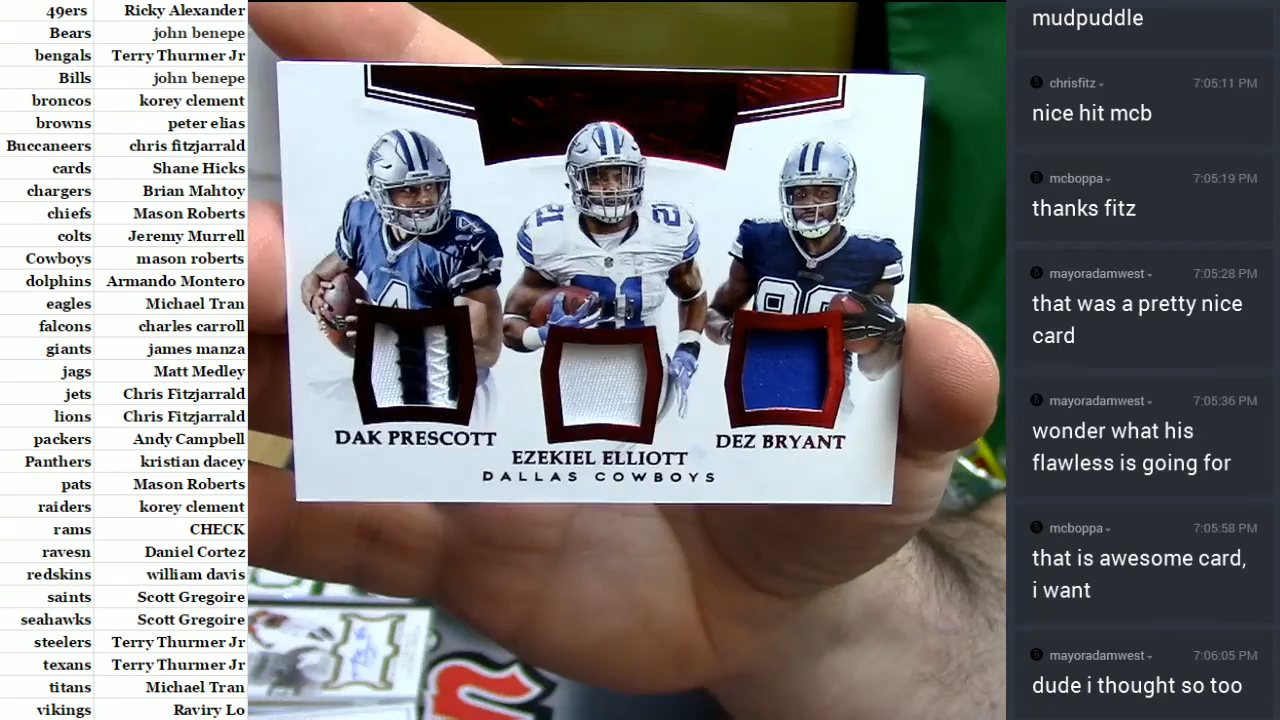 49ers Ricky Alexander
Bears john benepe
bengals Terry Thurmer Jr
Bills john benepe
broncos korey clement
browns peter elias
Buccaneers chris fitzjarrald
cards Shane Hicks
chargers Brian Mahtoy
chiefs Mason Roberts
colts Jeremy Murrell
Cowboys mason roberts
dolphins Armando Montero
eagles Michael Tran
falcons charles carroll
giants james manza
jags Matt Medley
jets Chris Fitzjarrald
lions Chris Fitzjarrald
packers Andy Campbell
Panthers kristian dacey
pats Mason Roberts
raiders korey clement
rams CHECK
ravesn Daniel Cortez
redskins william davis
saints Scott Gregoire
seahawks Scott Gregoire
steelers Terry Thurmer Jr
texans Terry Thurmer Jr
titans Michael Tran
vikings Raviry Lo
4
21
21
21
DAK PRESCOTT
EZEKIEL ELLIOTT
DEZ BRYANT
DALLAS COWBOYS
mudpuddle
chrisfitz 7:05:11 PM
nice hit mcb
mcboppa 7:05:19 PM
thanks fitz
mayoradamwest 7:05:28 PM
that was a pretty nice
card
mayoradamwest 7:05:36 PM
wonder what his
flawless is going for
mcboppa 7:05:58 PM
that is awesome card,
i want
mayoradamwest 7:06:05 PM
dude i thought so too